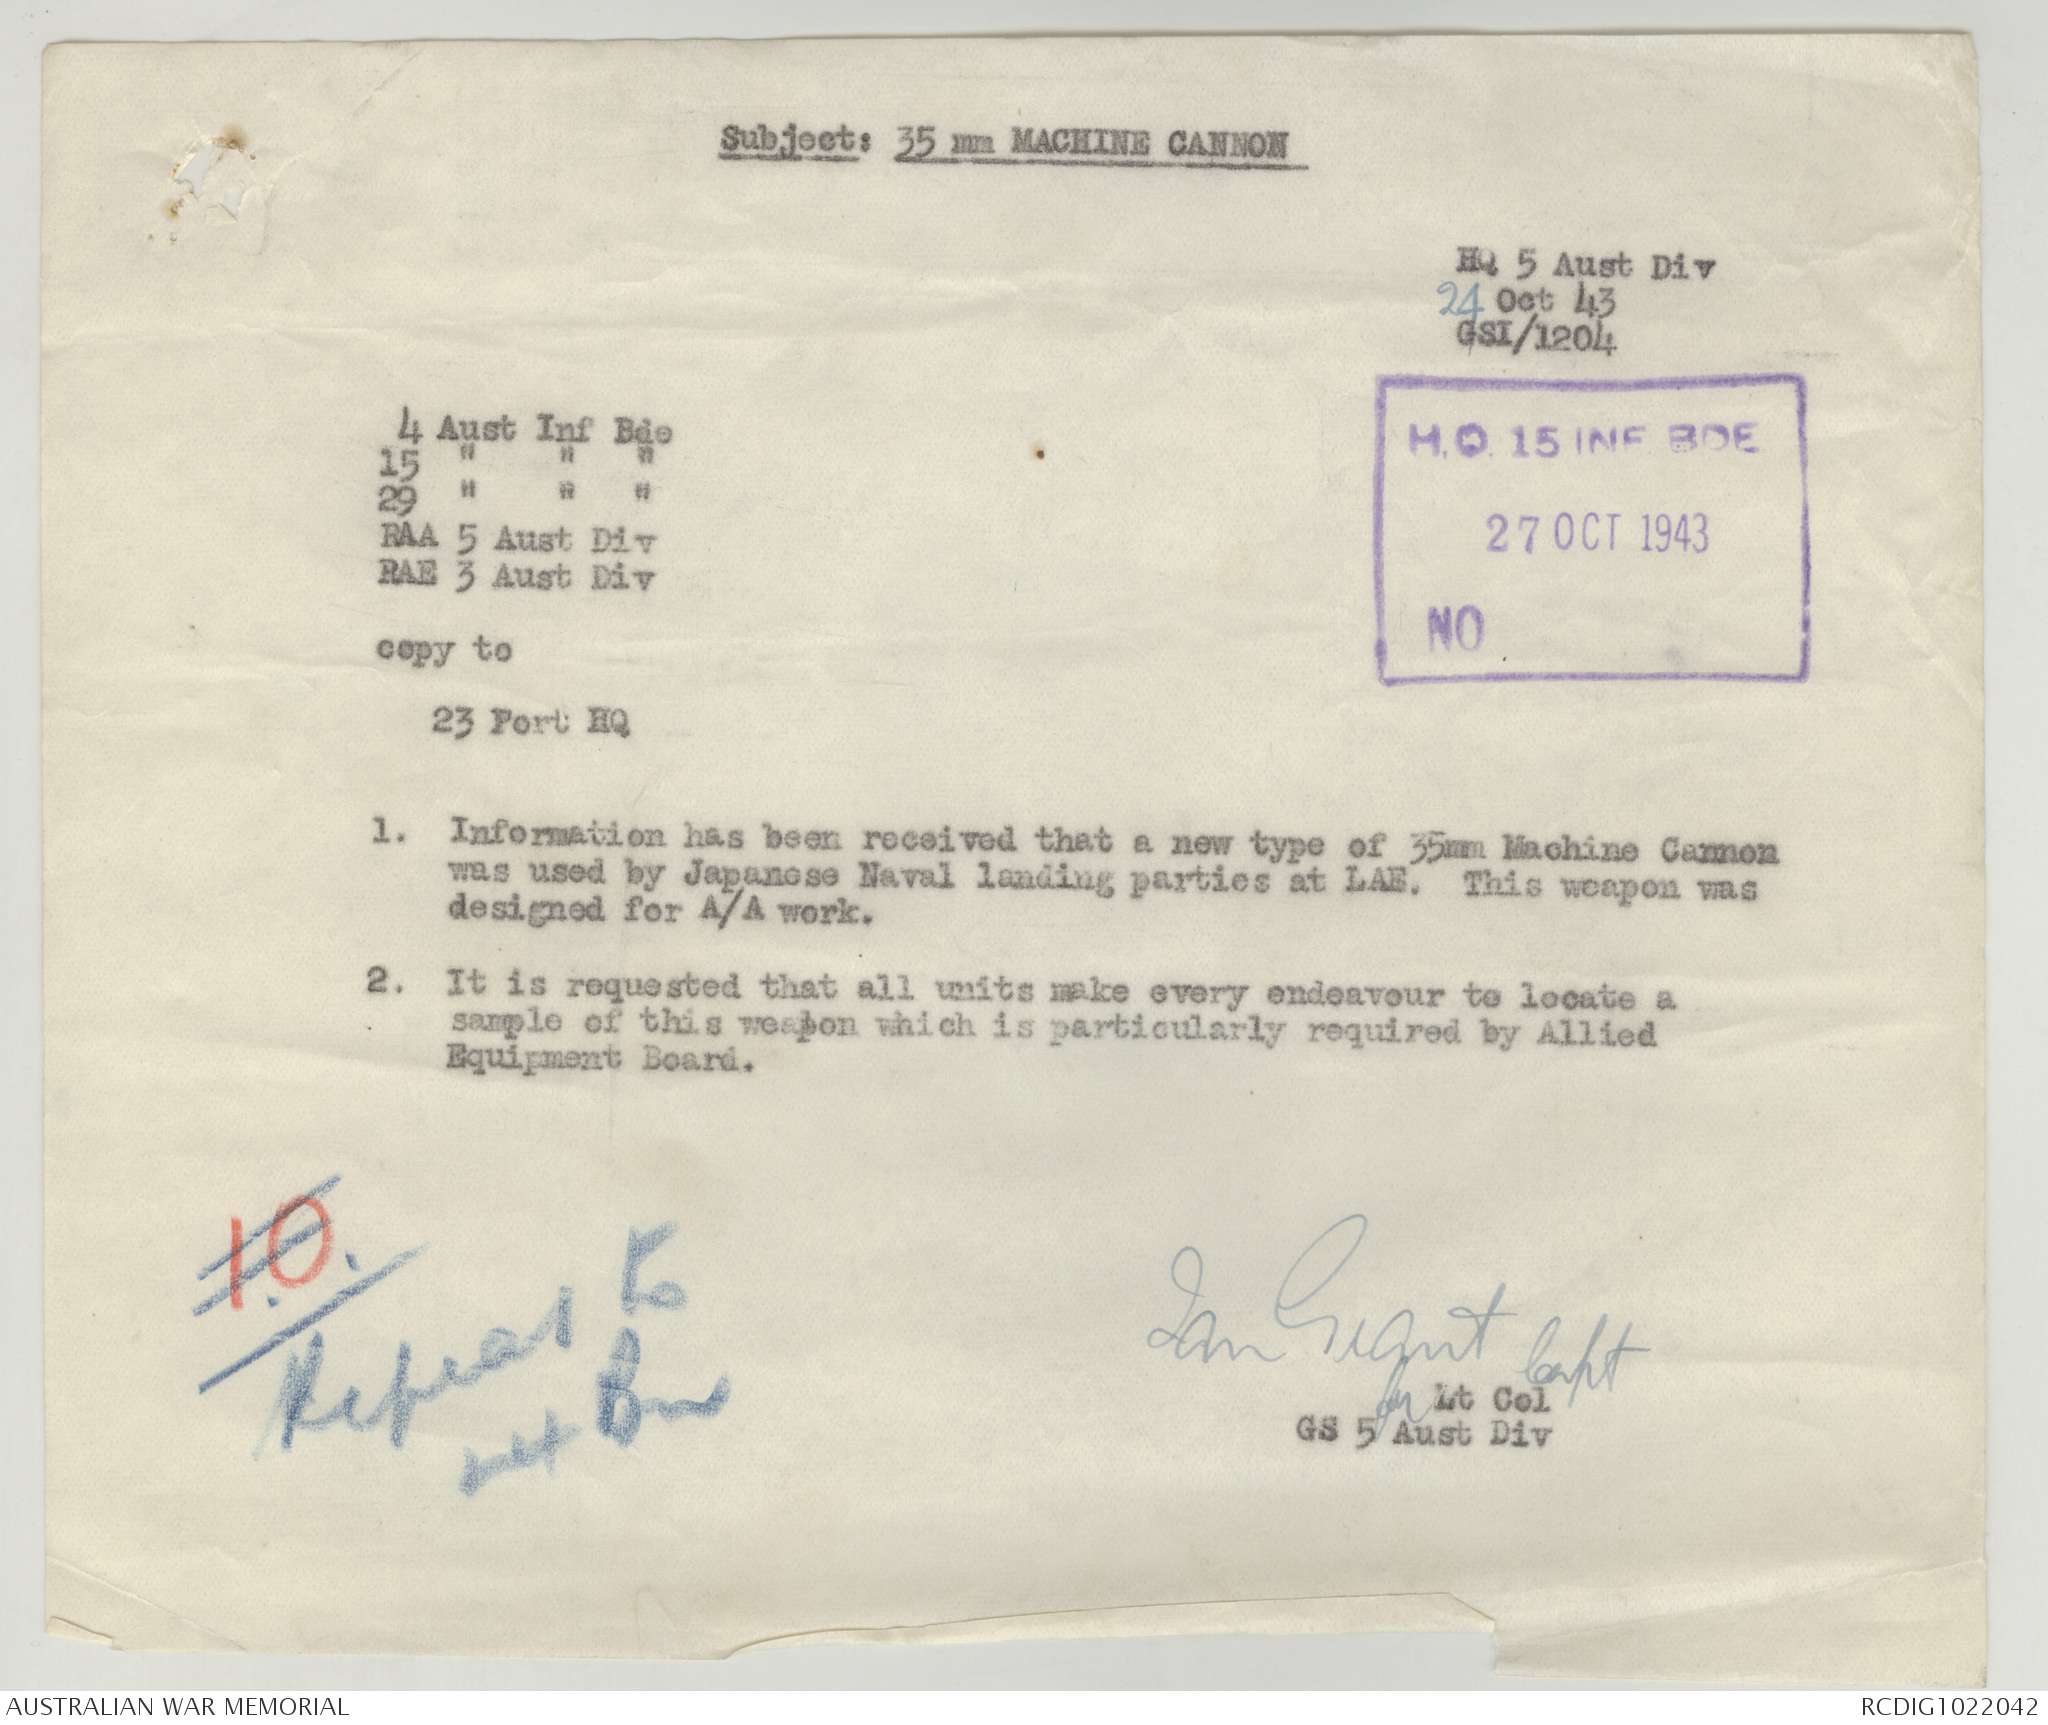 Subject: 35 mm MACHINE CANNON
HQ 5 Aust Div
24 Oct 43
GSI/1204
H.Q. 15 INF BDE
27 OCT 1943
NO
4 Aust Inf Bde
15 " " "
29 " " "
RAA 5 Aust Div
RAE 3 Aust Div
copy to
23 Fort HQ
1. Information has been received that a new type of 35mm Machine Cannon
was used by Japanese Naval landing parties at LAE. This weapon was
designed for A/A work.
2. It is requested that all units make every endeavour to locate a
sample of this weapon which is particularly required by Allied
Equipment Board.
I.O.
Repeat to
Ian Grant Capt
for Lt Col
GS 5 Aust Div
AUSTRALIAN WAR MEMORIAL
RCDIG1022042